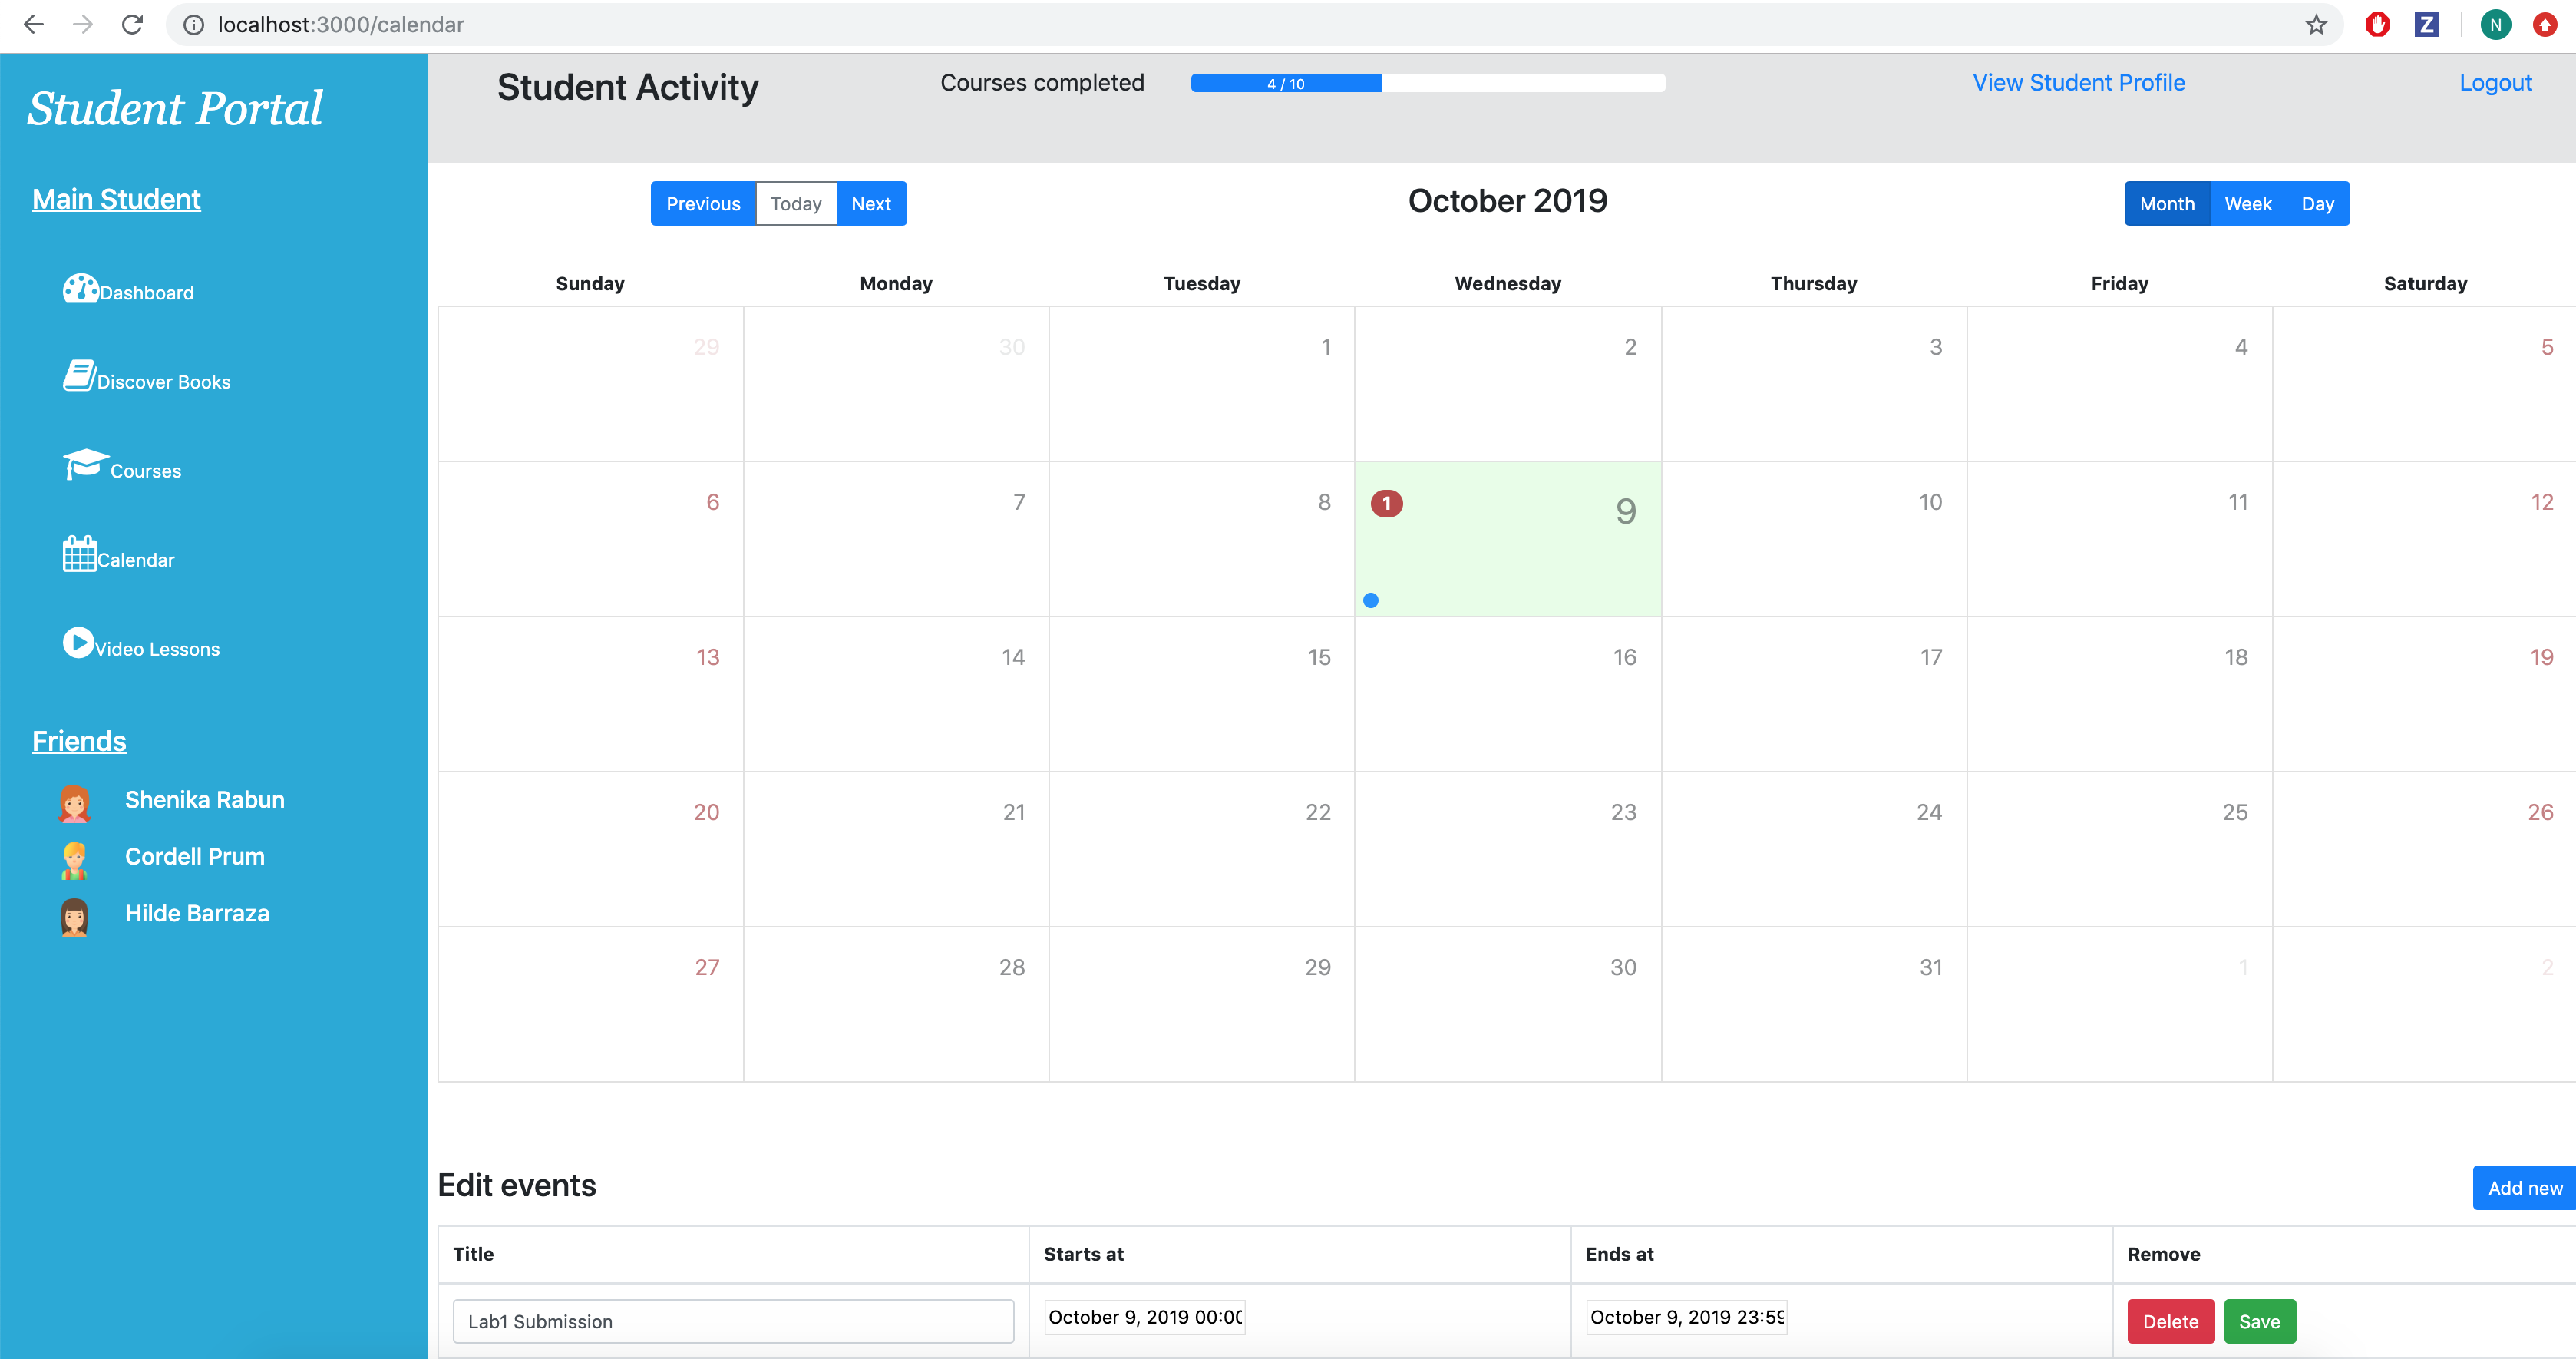 localhost:3000/calendar
N
Student Portal
Main Student
Dashboard
Discover Books
Courses
Calendar
Video Lessons
Friends
Shenika Rabun
Cordell Prum
Hilde Barraza
Student Activity
Courses completed
4 / 10
View Student Profile
Logout
Previous Today Next
October 2019
Month Week Day
Sunday Monday Tuesday Wednesday Thursday Friday Saturday
29 30 1 2 3 4 5
6 7 8 1 9 10 11 12
13 14 15 16 17 18 19
20 21 22 23 24 25 26
27 28 29 30 31 1 2
Edit events
Add new
Title Starts at Ends at Remove
Lab1 Submission October 9, 2019 00:00 October 9, 2019 23:59 Delete Save